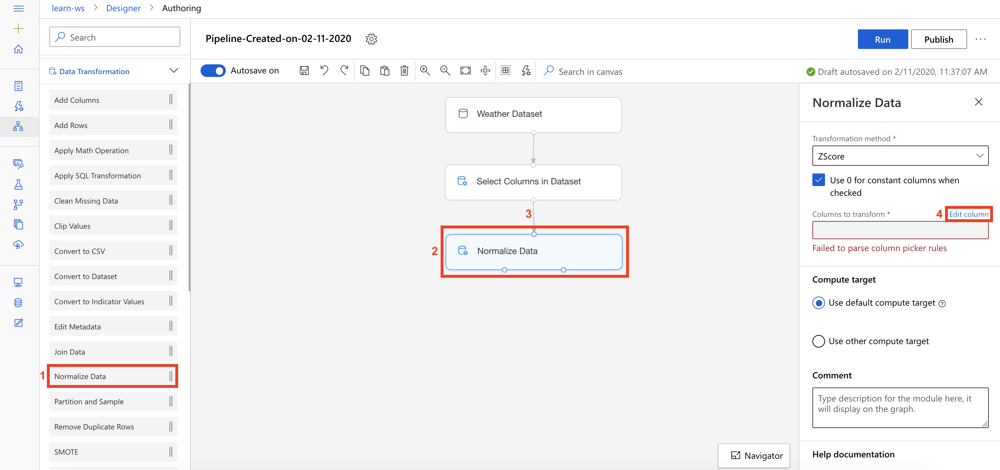 learn-ws > Designer > Authoring
Search
Data Transformation
Add Columns
Add Rows
Apply Math Operation
Apply SQL Transformation
Clean Missing Data
Clip Values
Convert to CSV
Convert to Dataset
Convert to Indicator Values
Edit Metadata
Join Data
1 Normalize Data
Partition and Sample
Remove Duplicate Rows
SMOTE
Pipeline-Created-on-02-11-2020
Run
Publish
Autosave on
Search in canvas
Draft autosaved on 2/11/2020, 11:37:07 AM
Weather Dataset
Select Columns in Dataset
3
2 Normalize Data
Navigator
Normalize Data
Transformation method *
ZScore
Use 0 for constant columns when
checked
Columns to transform * 4 Edit column
Failed to parse column picker rules
Compute target
Use default compute target ?
Use other compute target
Comment
Type description for the module here, it
will display on the graph.
Help documentation